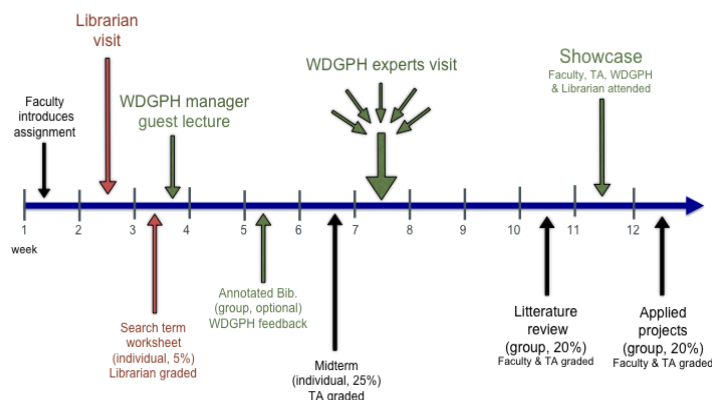 Librarian
visit
Faculty
introduces
assignment
WDGPH manager
guest lecture
WDGPH experts visit
Showcase
Faculty, TA, WDGPH
& Librarian attended
1 2 3 4 5 6 7 8 9 10 11 12
week
Search term
worksheet
(individual, 5%)
Librarian graded
Annotated Bib.
(group, optional)
WDGPH feedback
Midterm
(individual, 25%)
TA graded
Litterature
review
(group, 20%)
Faculty & TA graded
Applied
projects
(group, 20%)
Faculty & TA graded